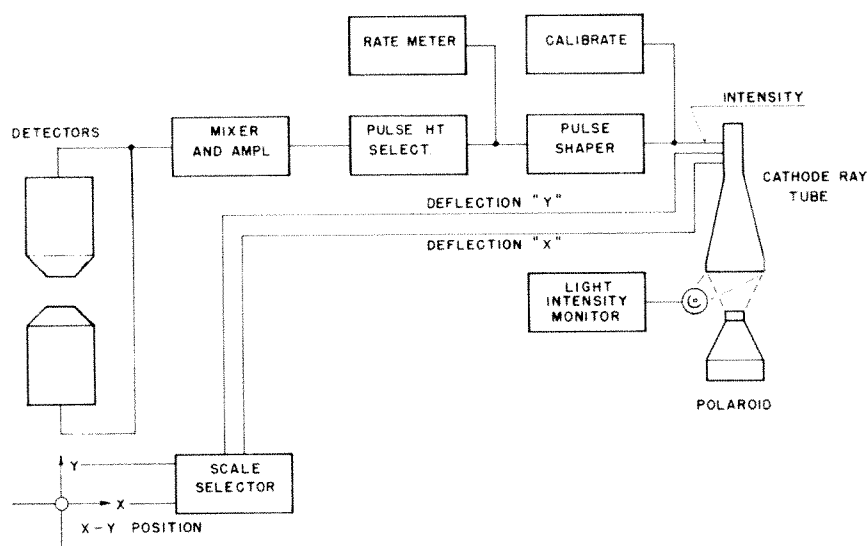 RATE METER
CALIBRATE
INTENSITY
DETECTORS
MIXER
AND AMPL
PULSE HT
SELECT.
PULSE
SHAPER
CATHODE RAY
TUBE
DEFLECTION "Y"
DEFLECTION "X"
LIGHT
INTENSITY
MONITOR
POLAROID
Y
SCALE
SELECTOR
X
X-Y POSITION